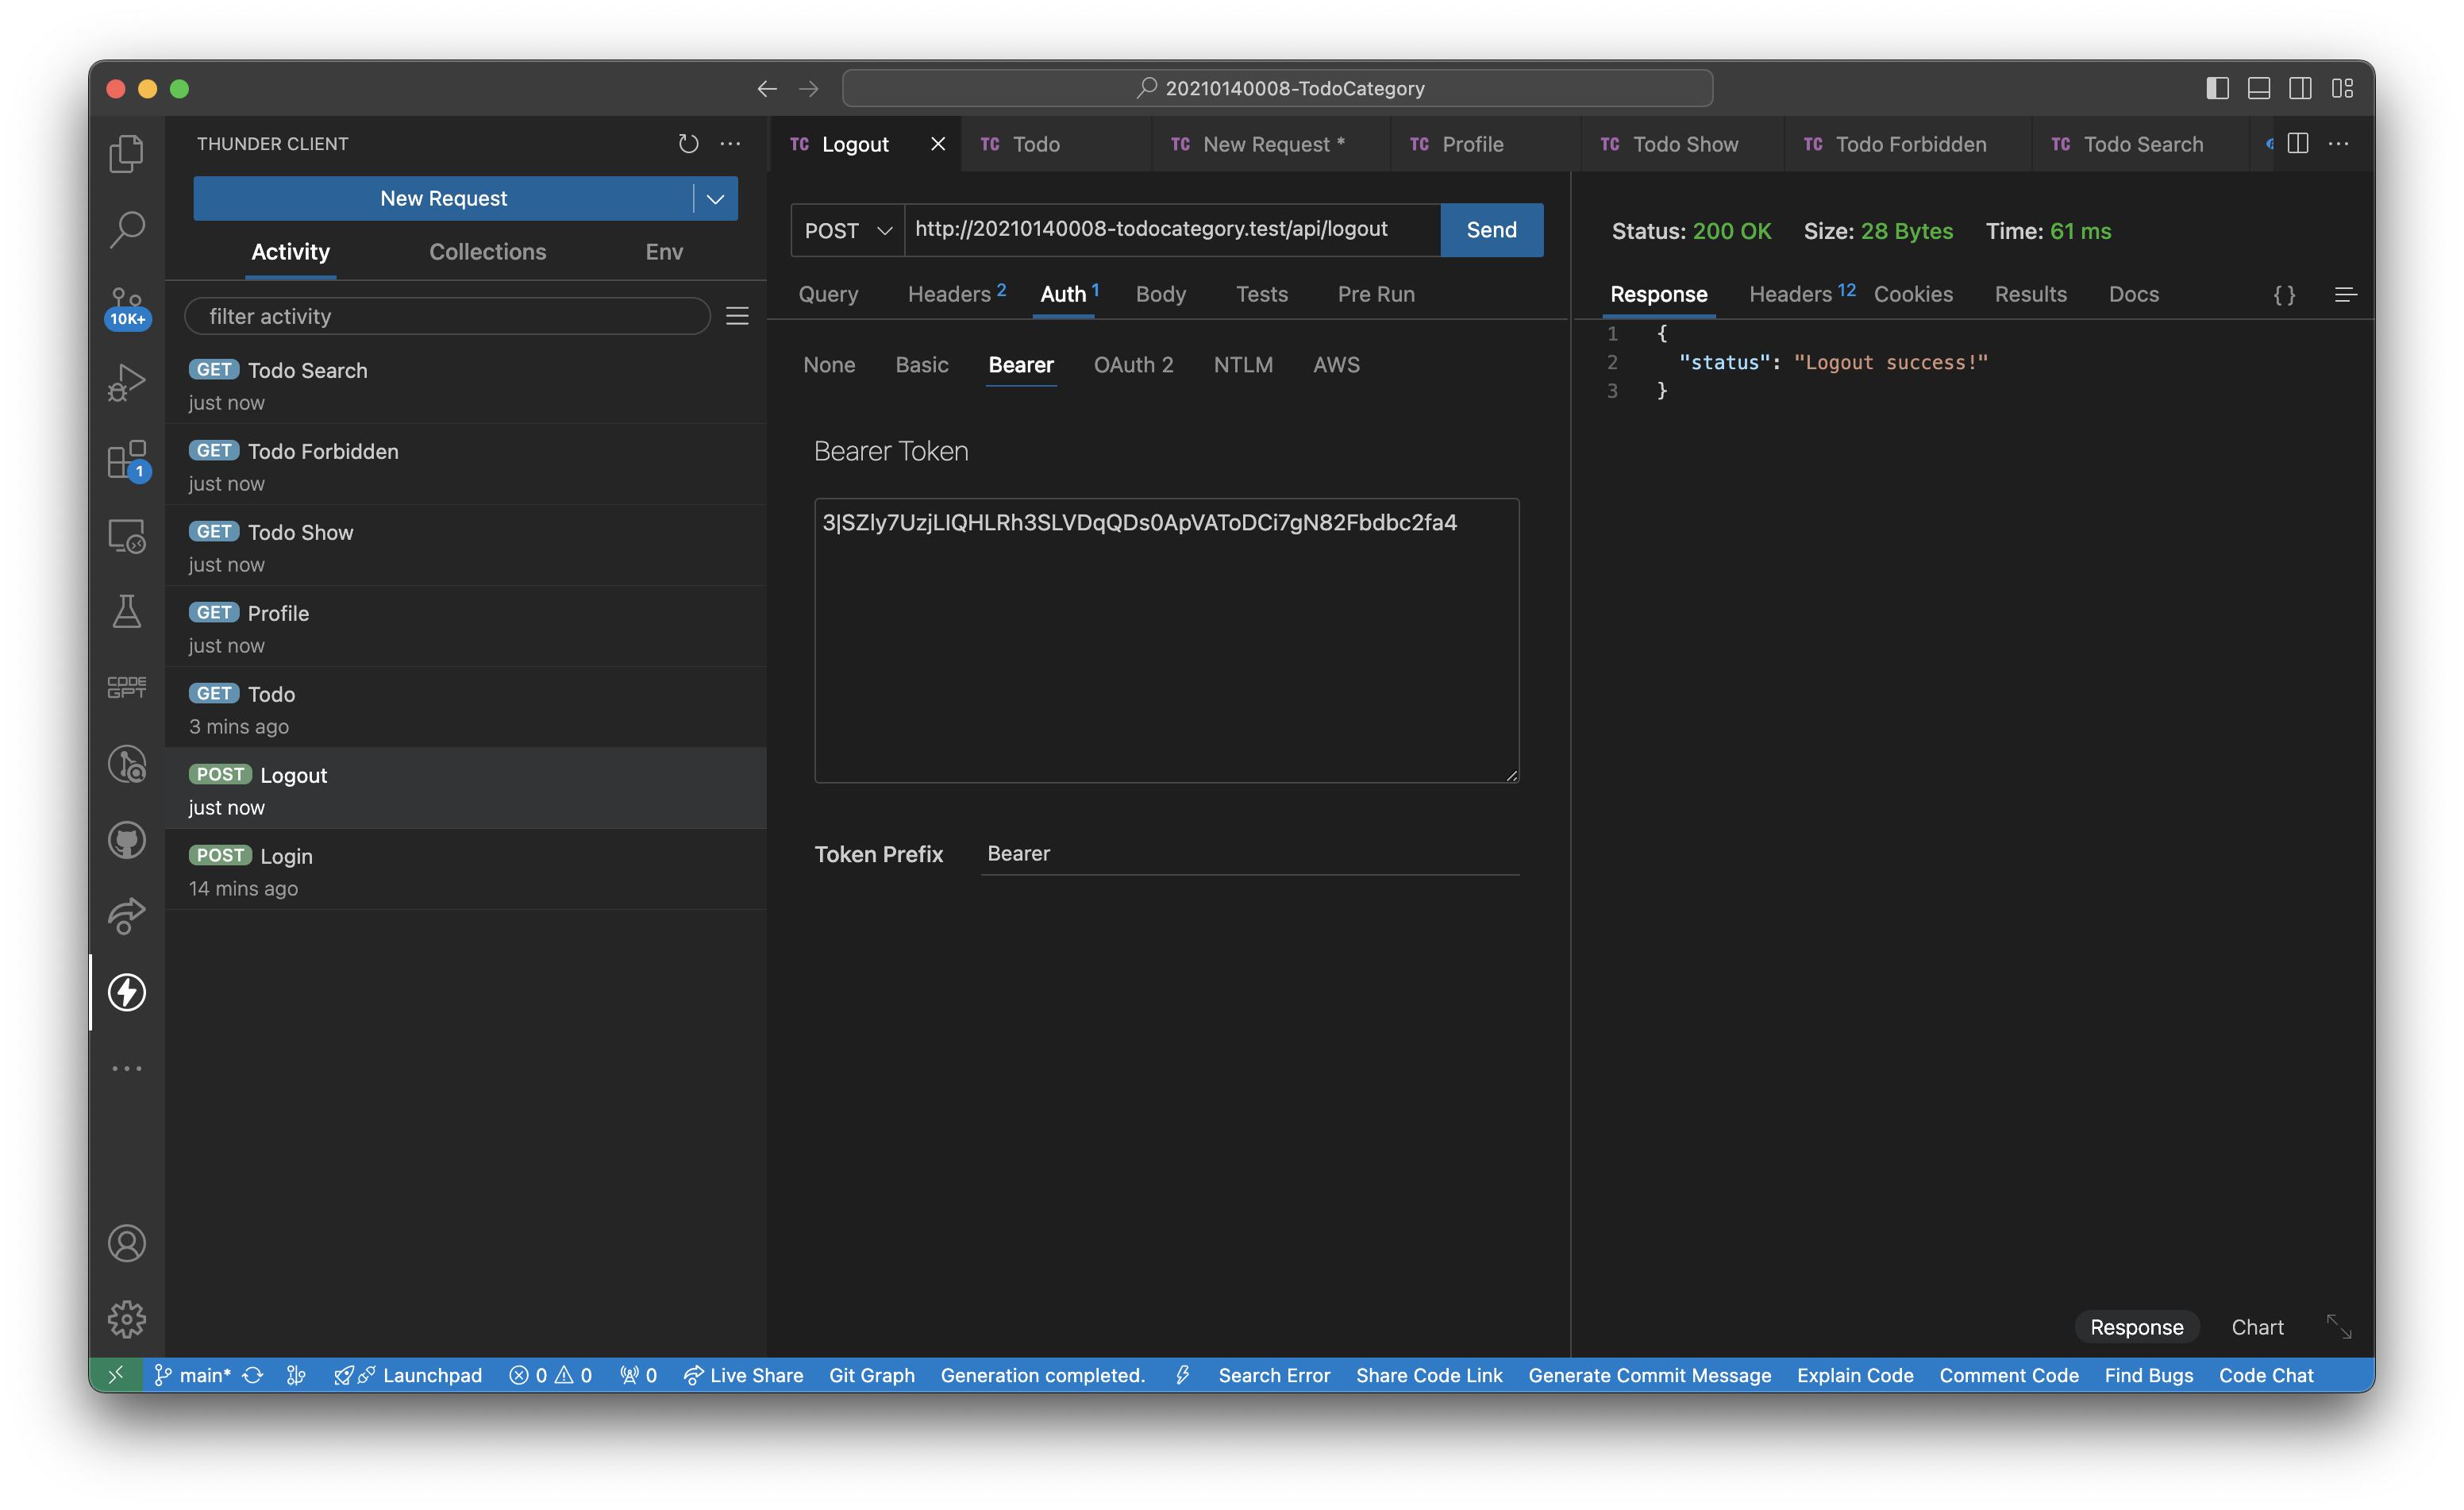 20210140008-TodoCategory
THUNDER CLIENT
New Request
Activity Collections Env
filter activity
GET Todo Search
just now
GET Todo Forbidden
just now
GET Todo Show
just now
GET Profile
just now
GET Todo
3 mins ago
POST Logout
just now
POST Login
14 mins ago
10K+
1
CODE
GPT
TC Logout TC Todo TC New Request * TC Profile TC Todo Show TC Todo Forbidden TC Todo Search
POST http://20210140008-todocategory.test/api/logout Send
Query Headers 2 Auth 1 Body Tests Pre Run
None Basic Bearer OAuth 2 NTLM AWS
Bearer Token
3|SZly7UzjLIQHLRh3SLVDqQDs0ApVAToDCi7gN82Fbdbc2fa4
Token Prefix Bearer
Status: 200 OK Size: 28 Bytes Time: 61 ms
Response Headers 12 Cookies Results Docs { }
1 {
2 "status": "Logout success!"
3 }
Response Chart
main* Launchpad 0 0 0 Live Share Git Graph Generation completed. Search Error Share Code Link Generate Commit Message Explain Code Comment Code Find Bugs Code Chat